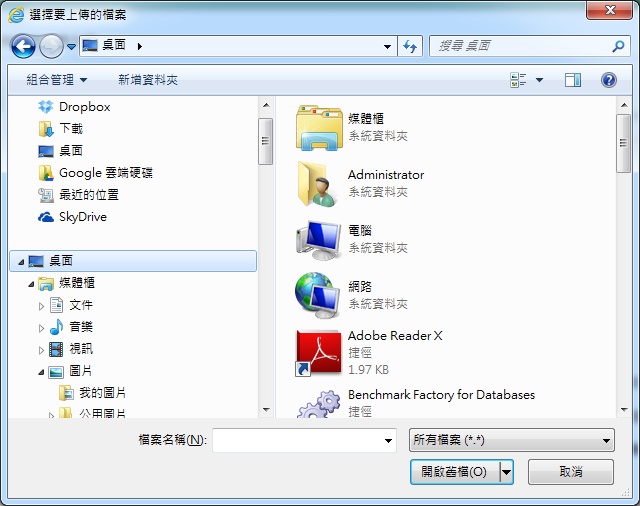 選擇要上傳的檔案
桌面
搜尋 桌面
組合管理
新增資料夾
Dropbox
下載
桌面
Google 雲端硬碟
最近的位置
SkyDrive
桌面
媒體櫃
文件
音樂
視訊
圖片
我的圖片
公用圖片
媒體櫃
系統資料夾
Administrator
系統資料夾
電腦
系統資料夾
網路
系統資料夾
Adobe Reader X
捷徑
1.97 KB
Benchmark Factory for Databases
捷徑
檔案名稱(N):
所有檔案 (*.*)
開啟舊檔(O)
取消